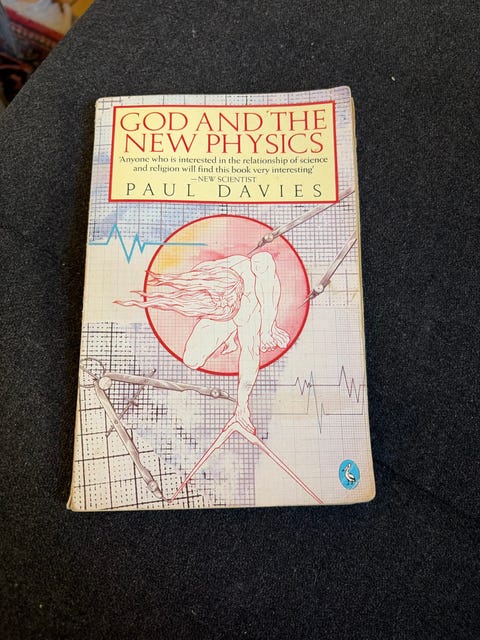 GOD AND THE
NEW PHYSICS
'Anyone who is interested in the relationship of science
and religion will find this book very interesting'
—NEW SCIENTIST
PAUL DAVIES